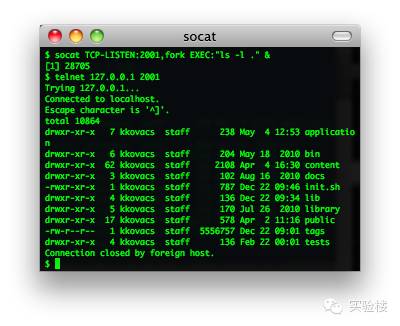 socat
$ socat TCP-LISTEN:2001,fork EXEC:"ls -l ." &
[1] 28705
$ telnet 127.0.0.1 2001
Trying 127.0.0.1...
Connected to localhost.
Escape character is '^]'.
total 10864
drwxr-xr-x   7 kkovacs  staff      238 May  4 12:53 applicatio
n
drwxr-xr-x   6 kkovacs  staff      204 May 18  2010 bin
drwxr-xr-x  62 kkovacs  staff     2108 Apr  4 16:30 content
drwxr-xr-x   3 kkovacs  staff      102 Aug 16  2010 docs
-rwxr-xr-x   1 kkovacs  staff      787 Dec 22 09:46 init.sh
drwxr-xr-x   4 kkovacs  staff      136 Dec 22 09:34 lib
drwxr-xr-x   5 kkovacs  staff      170 Jul 26  2010 library
drwxr-xr-x  17 kkovacs  staff      578 Apr  2 11:16 public
-rw-r--r--   1 kkovacs  staff  5556757 Dec 22 09:01 tags
drwxr-xr-x   4 kkovacs  staff      136 Feb 22 00:01 tests
Connection closed by foreign host.
$
实验楼